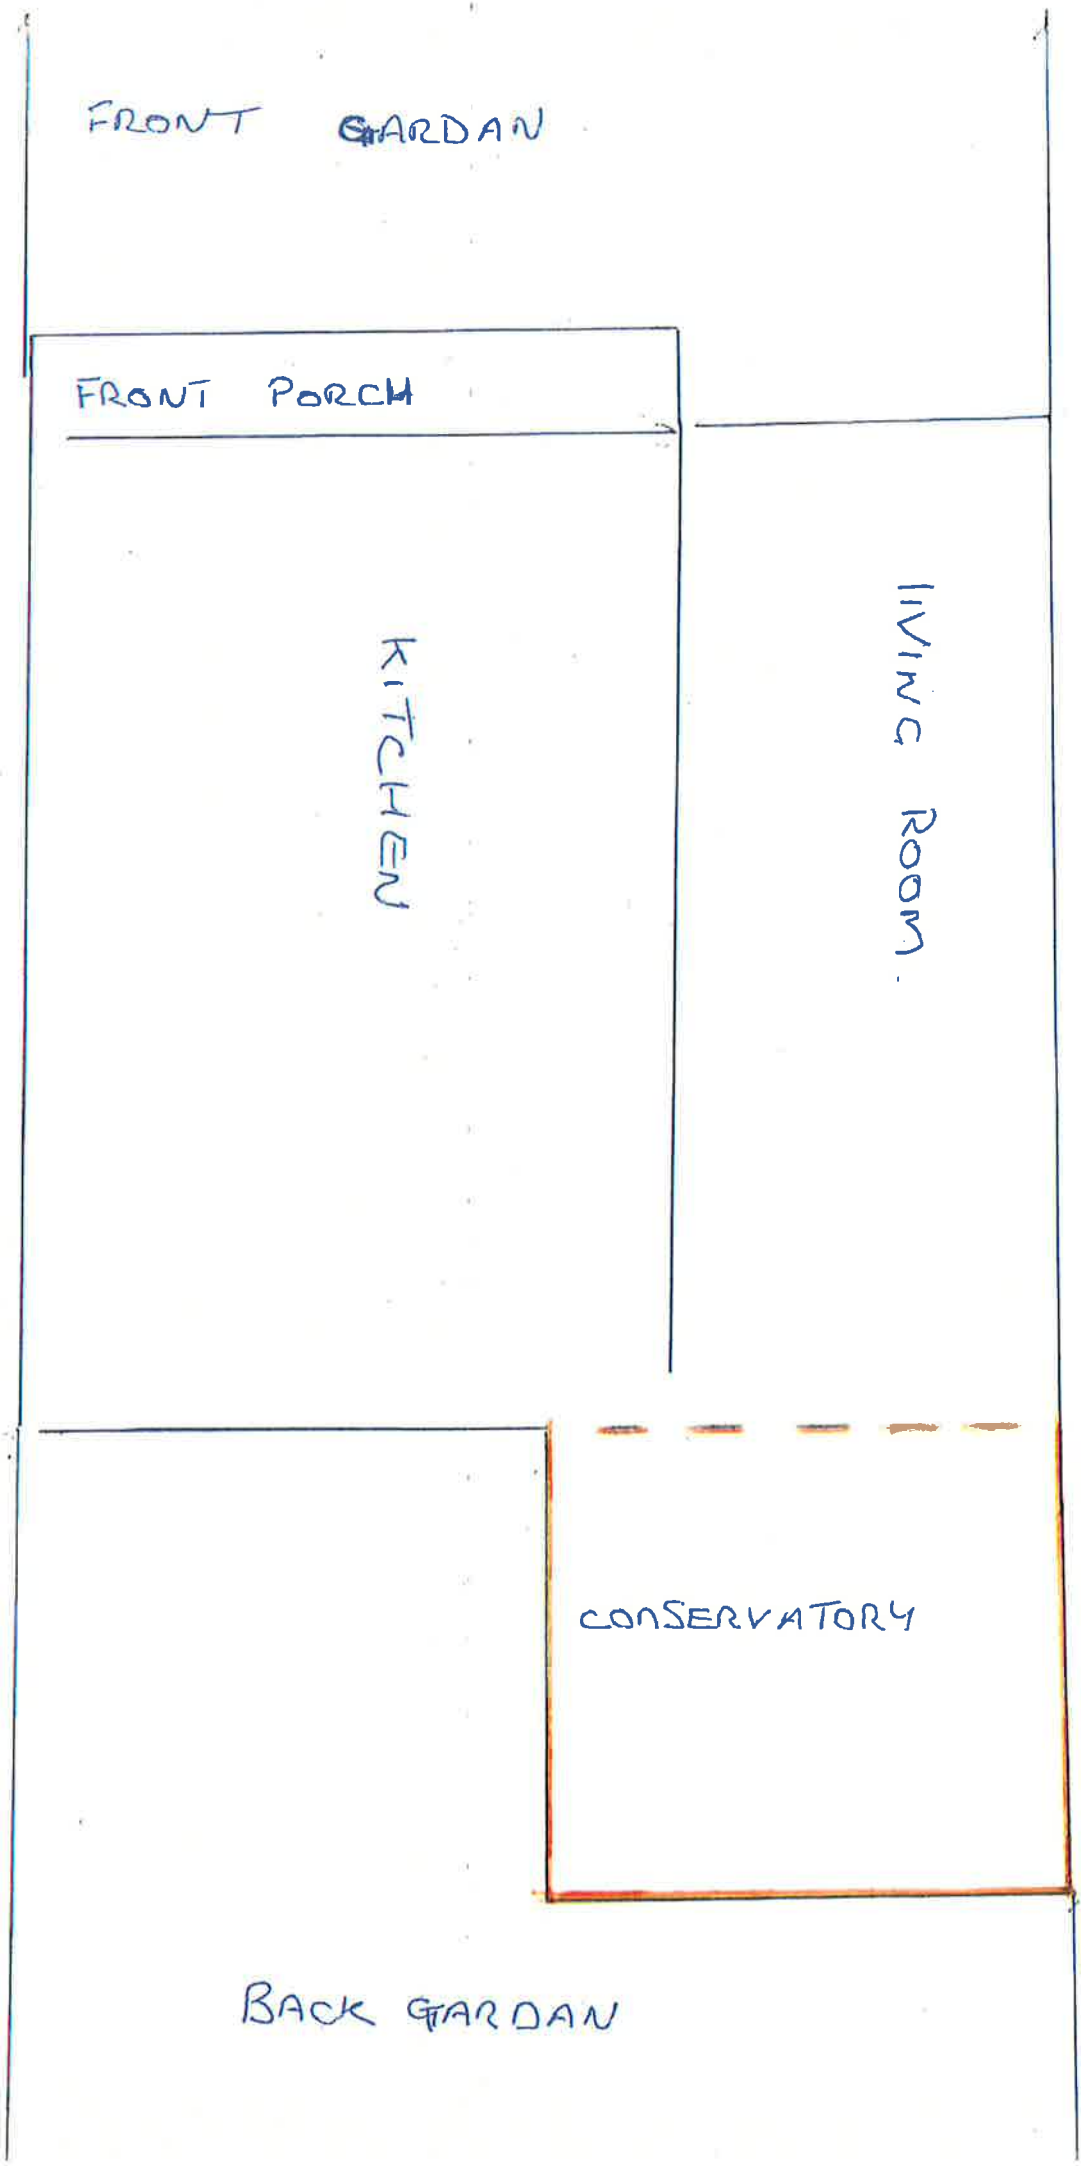 FRONT GARDAN
FRONT PORCH
KITCHEN
lIVING ROOM.
CONSERVATORY
BACK GARDAN